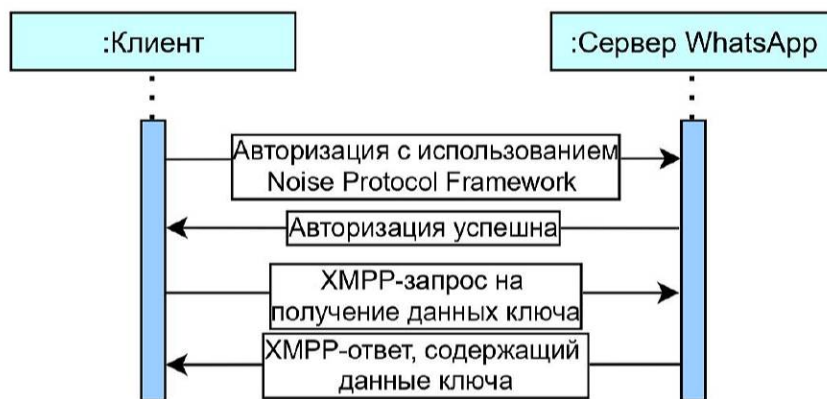 :Клиент
:Сервер WhatsApp
Авторизация с использованием
Noise Protocol Framework
Авторизация успешна
XMPP-запрос на
получение данных ключа
XMPP-ответ, содержащий
данные ключа